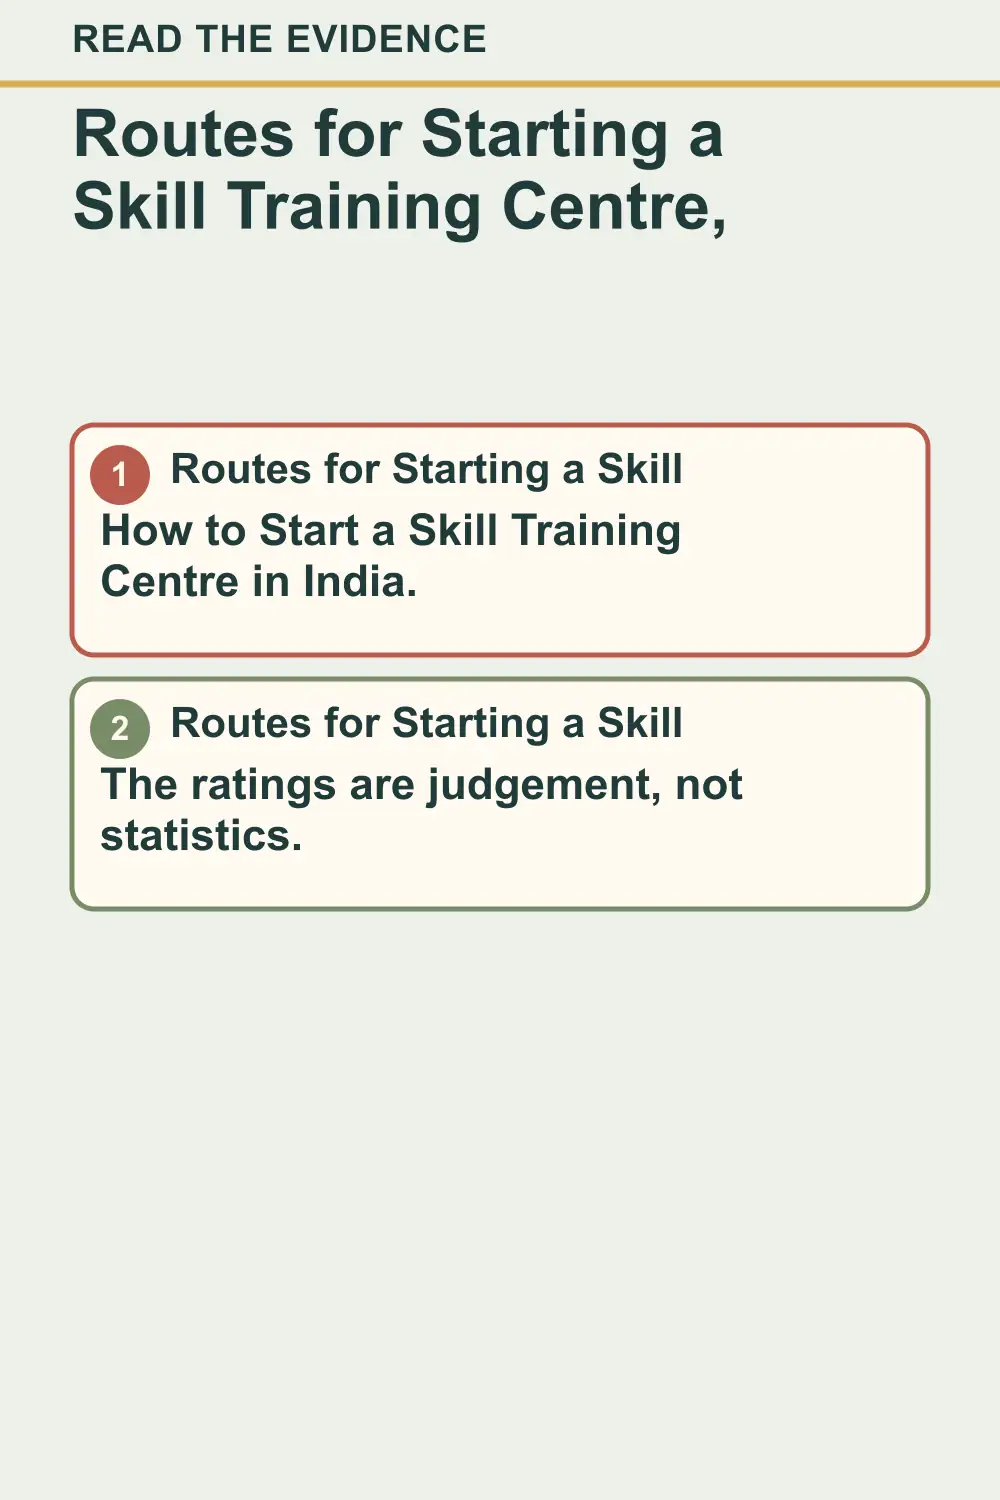 READ THE EVIDENCE
Routes for Starting a
Skill Training Centre,
1 Routes for Starting a Skill
How to Start a Skill Training
Centre in India.
2 Routes for Starting a Skill
The ratings are judgement, not
statistics.